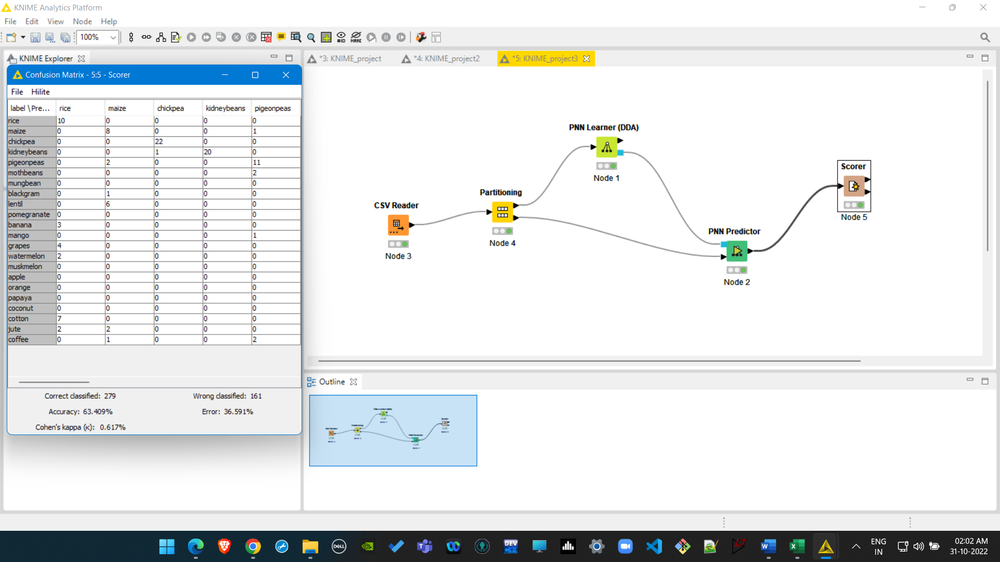 KNIME Analytics Platform
File Edit View Node Help
100% #ID NAME
KNIME Explorer
*3: KNIME_project *4: KNIME_project2 *5: KNIME_project3
Confusion Matrix - 5:5 - Scorer
File Hilite
label \Pre... rice maize chickpea kidneybeans pigeonpeas
rice 10 0 0 0 0
maize 0 8 0 0 1
chickpea 0 0 22 0 0
kidneybeans 0 0 1 20 0
pigeonpeas 0 2 0 0 11
mothbeans 0 0 0 0 2
mungbean 0 0 0 0 0
blackgram 0 1 0 0 0
lentil 0 6 0 0 0
pomegranate 0 0 0 0 0
banana 3 0 0 0 0
mango 0 0 0 0 1
grapes 4 0 0 0 0
watermelon 2 0 0 0 0
muskmelon 0 0 0 0 0
apple 0 0 0 0 0
orange 0 0 0 0 0
papaya 0 0 0 0 0
coconut 0 0 0 0 0
cotton 7 0 0 0 0
jute 2 2 0 0 0
coffee 0 1 0 0 2
Correct classified: 279 Wrong classified: 161
Accuracy: 63.409% Error: 36.591%
Cohen's kappa (κ): 0.617%
CSV Reader
Node 3
Partitioning
Node 4
PNN Learner (DDA)
Node 1
PNN Predictor
Node 2
Scorer
Node 5
Outline
DELL
DEV
C++
ENG
IN
02:02 AM
31-10-2022